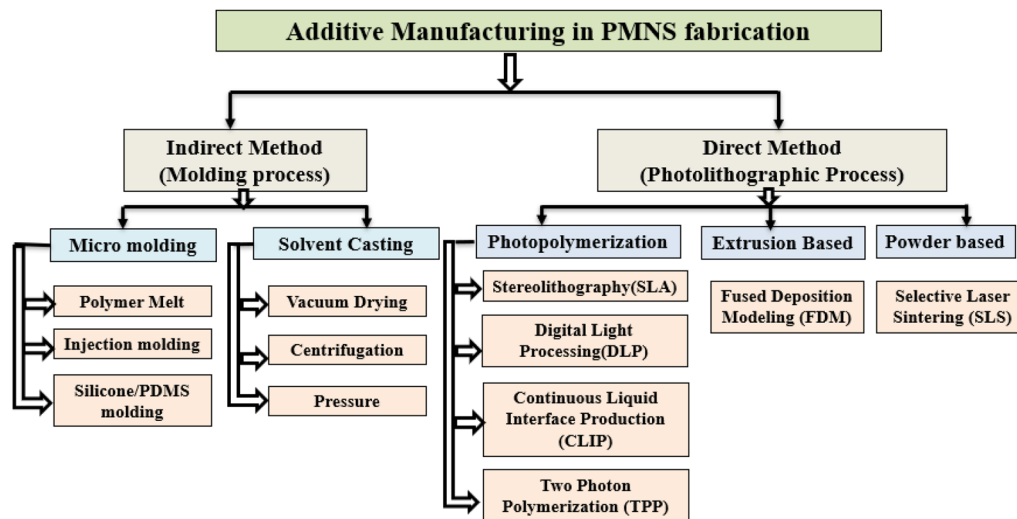 Additive Manufacturing in PMNS fabrication
Indirect Method
(Molding process)
Direct Method
(Photolithographic Process)
Micro molding
Polymer Melt
Injection molding
Silicone/PDMS
molding
Solvent Casting
Vacuum Drying
Centrifugation
Pressure
Photopolymerization
Stereolithography(SLA)
Digital Light
Processing(DLP)
Continuous Liquid
Interface Production
(CLIP)
Two Photon
Polymerization (TPP)
Extrusion Based
Fused Deposition
Modeling (FDM)
Powder based
Selective Laser
Sintering (SLS)